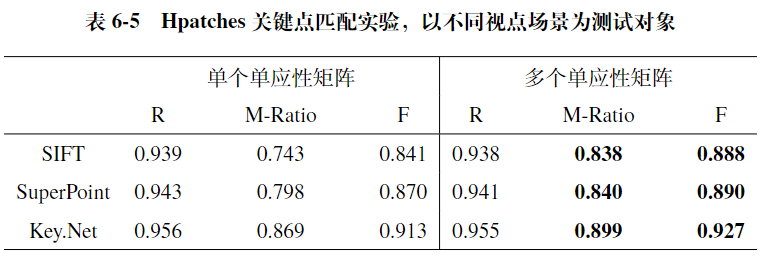 表 6-5 Hpatches 关键点匹配实验，以不同视点场景为测试对象
单个单应性矩阵 多个单应性矩阵
R M-Ratio F R M-Ratio F
SIFT 0.939 0.743 0.841 0.938 0.838 0.888
SuperPoint 0.943 0.798 0.870 0.941 0.840 0.890
Key.Net 0.956 0.869 0.913 0.955 0.899 0.927